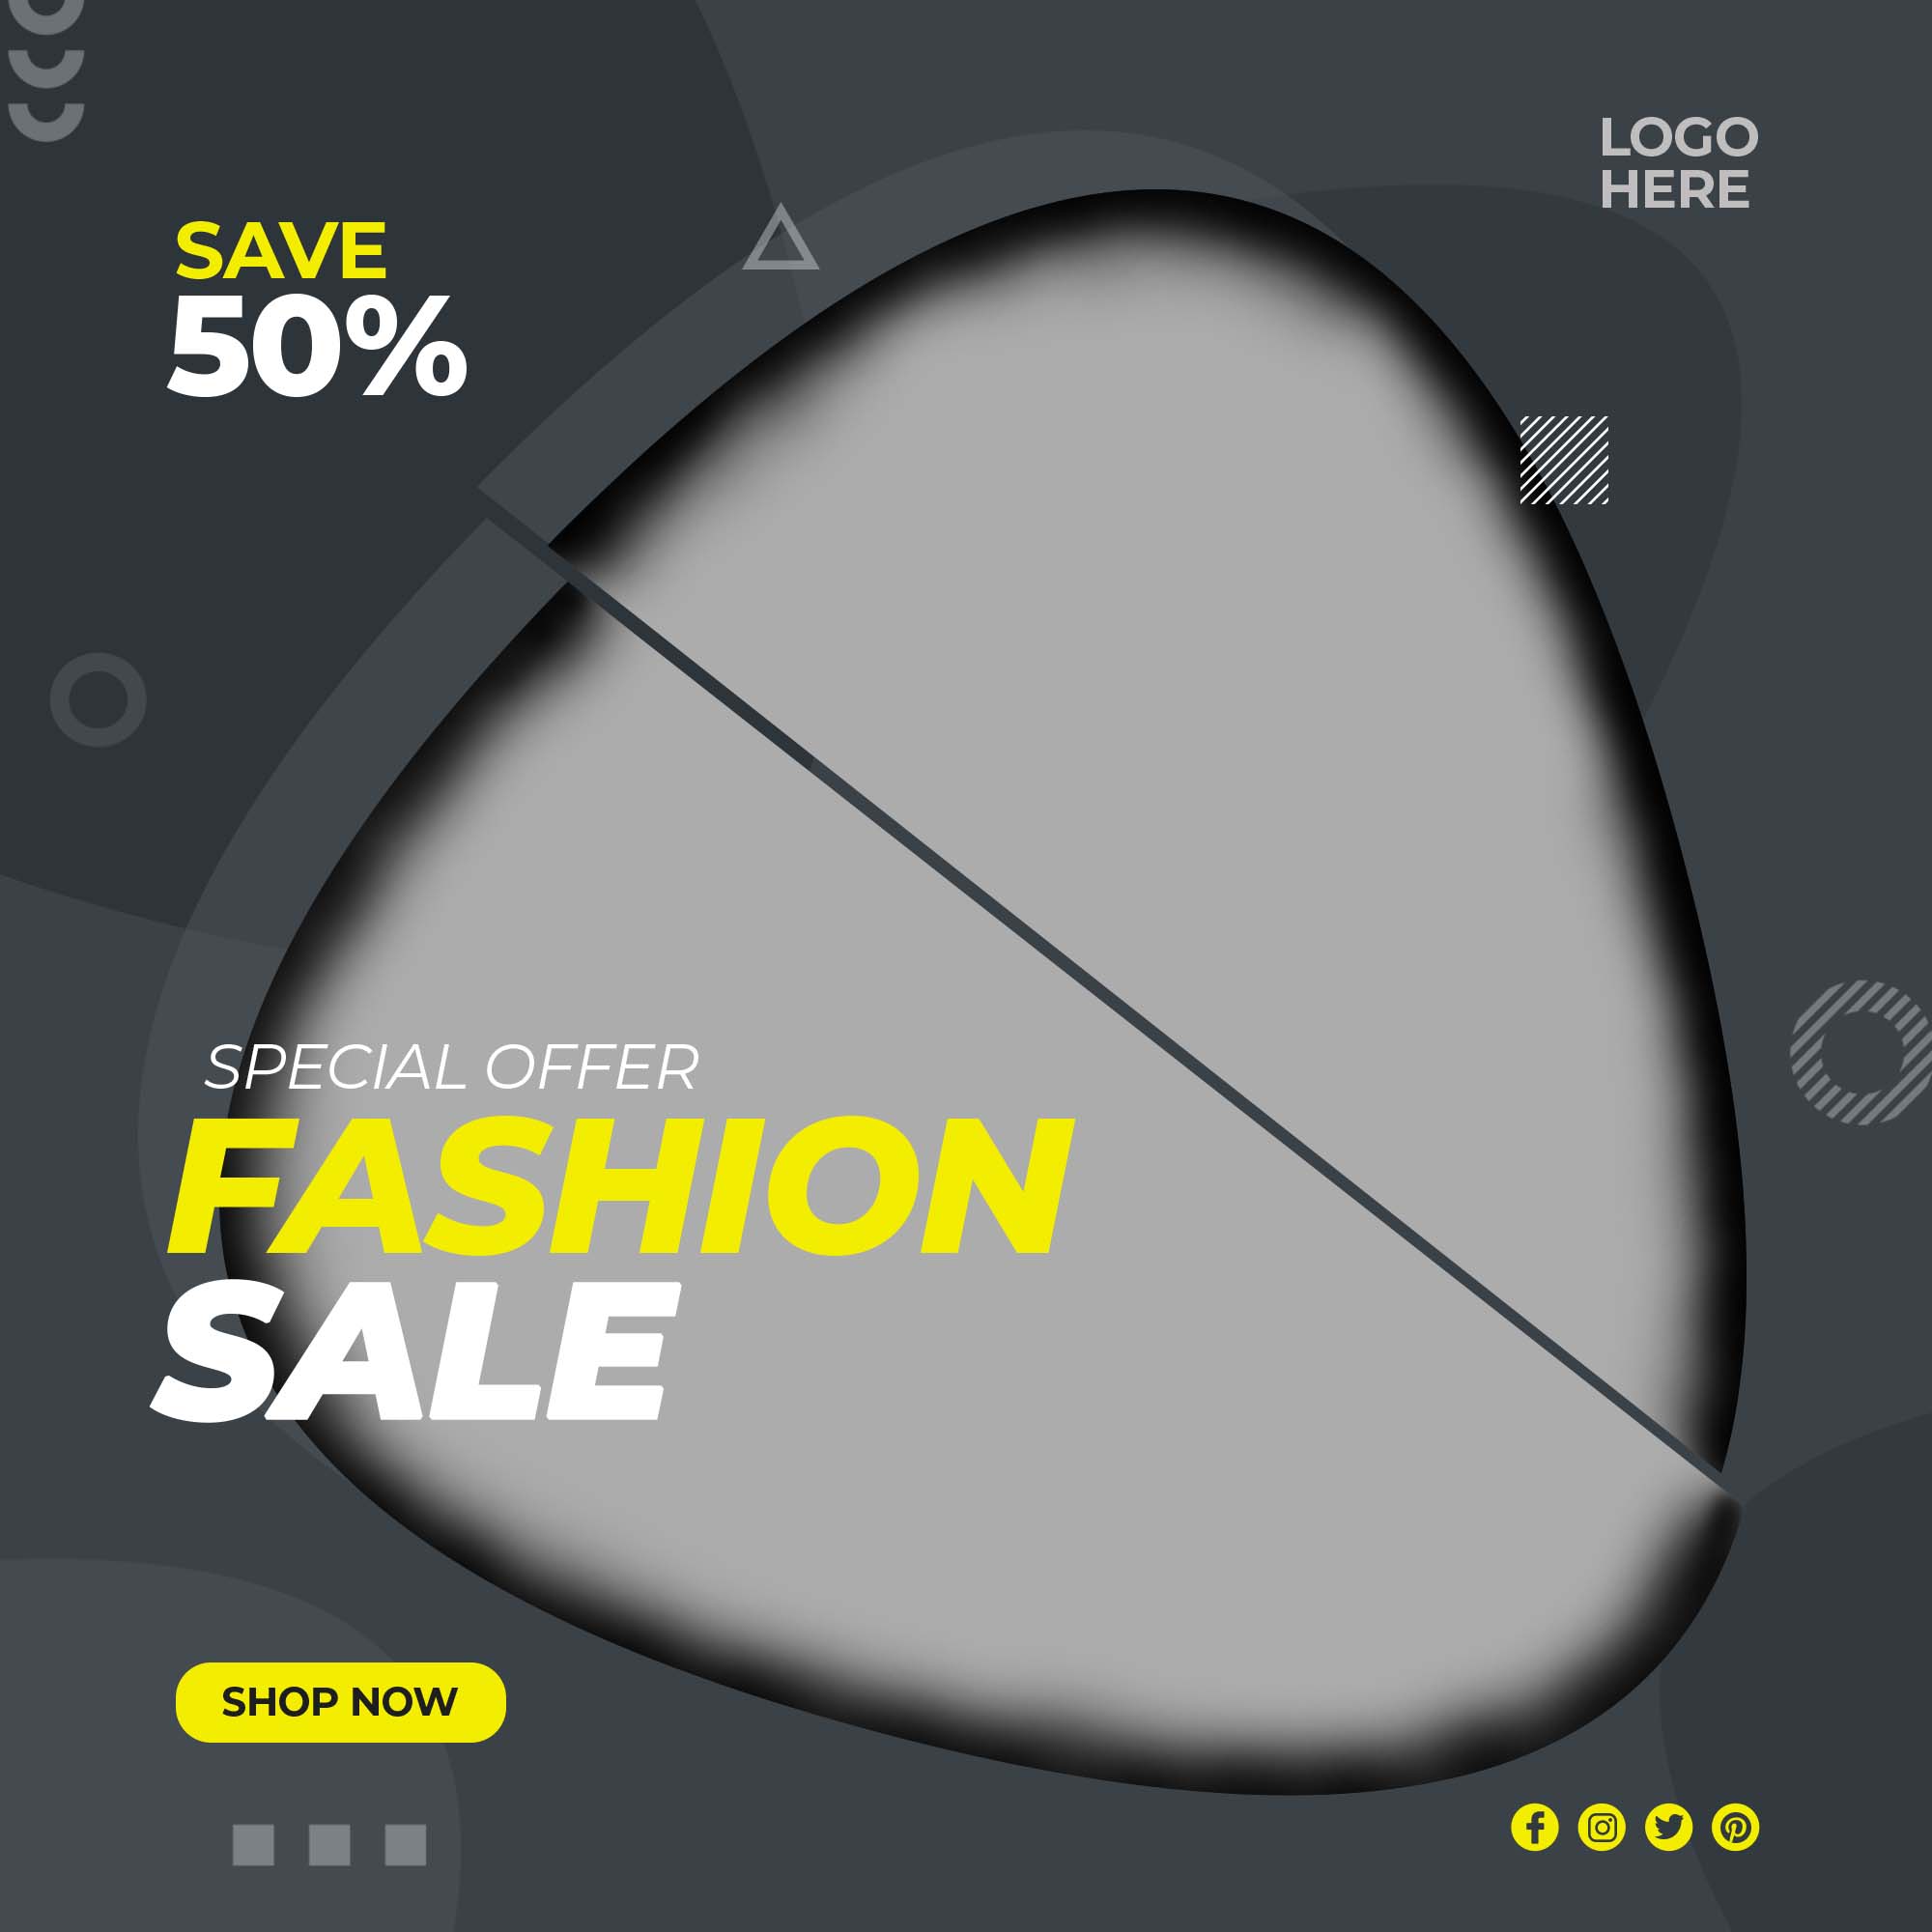 LOGO
HERE
SAVE
50%
SPECIAL OFFER
FASHION
SALE
SHOP NOW